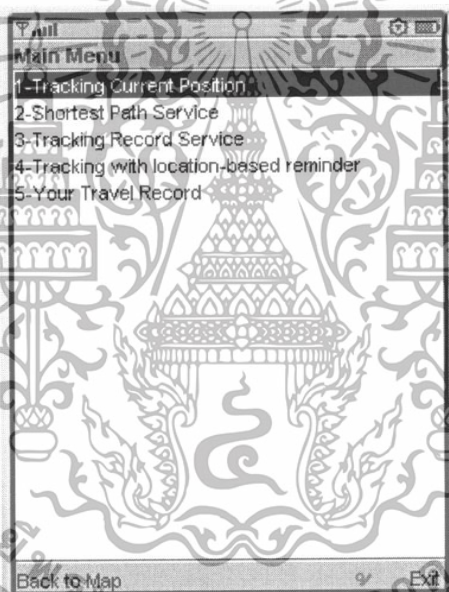 Main Menu
1-Tracking Current Position
2-Shortest Path Service
3-Tracking Record Service
4-Tracking with location-based reminder
5-Your Travel Record
Back to Map
Exit